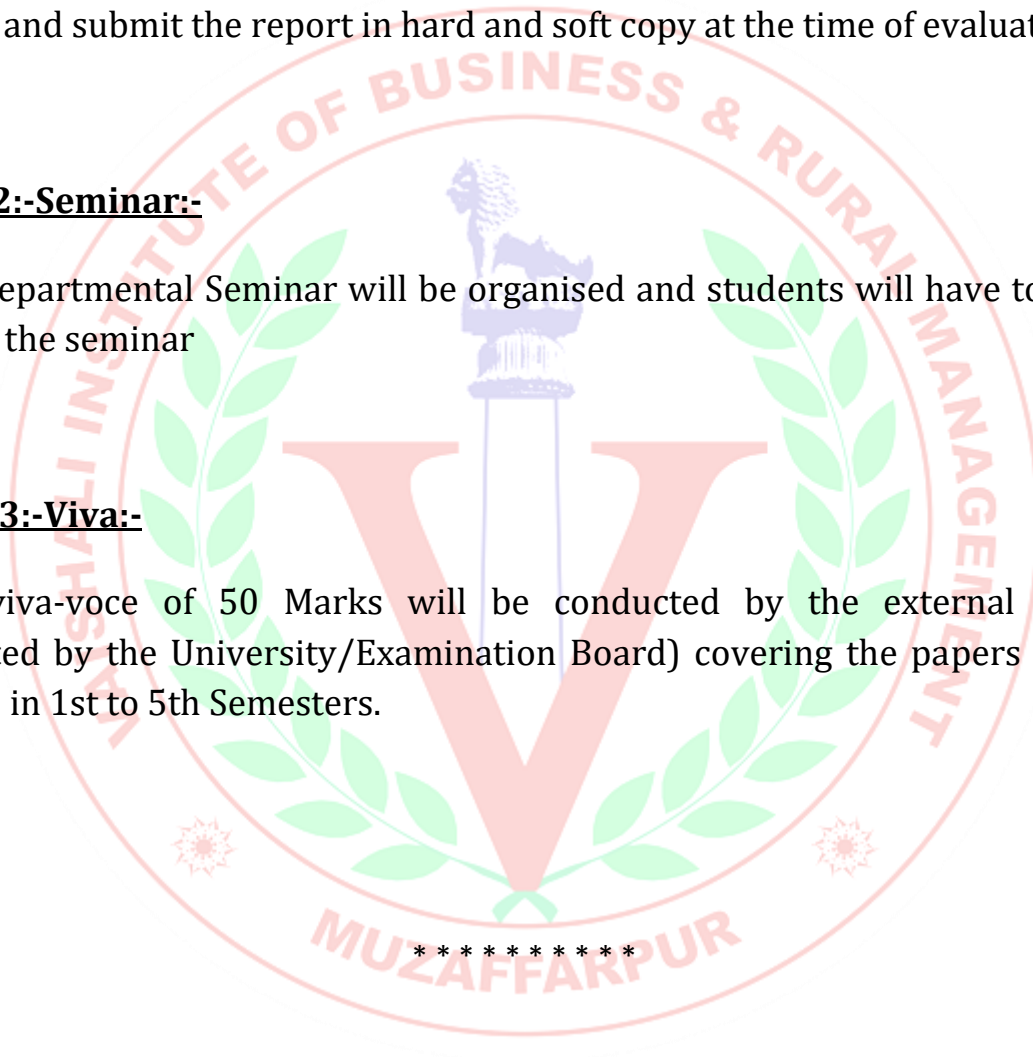 and submit the report in hard and soft copy at the time of evaluat
2:-Seminar:-
epartmental Seminar will be organised and students will have to
the seminar
3:-Viva:-
viva-voce of 50 Marks will be conducted by the external
ted by the University/Examination Board) covering the papers
in 1st to 5th Semesters.
* * * * * * * * * *
VAISHALI INSTITUTE OF BUSINESS & RURAL MANAGEMENT
MUZAFFARPUR
V